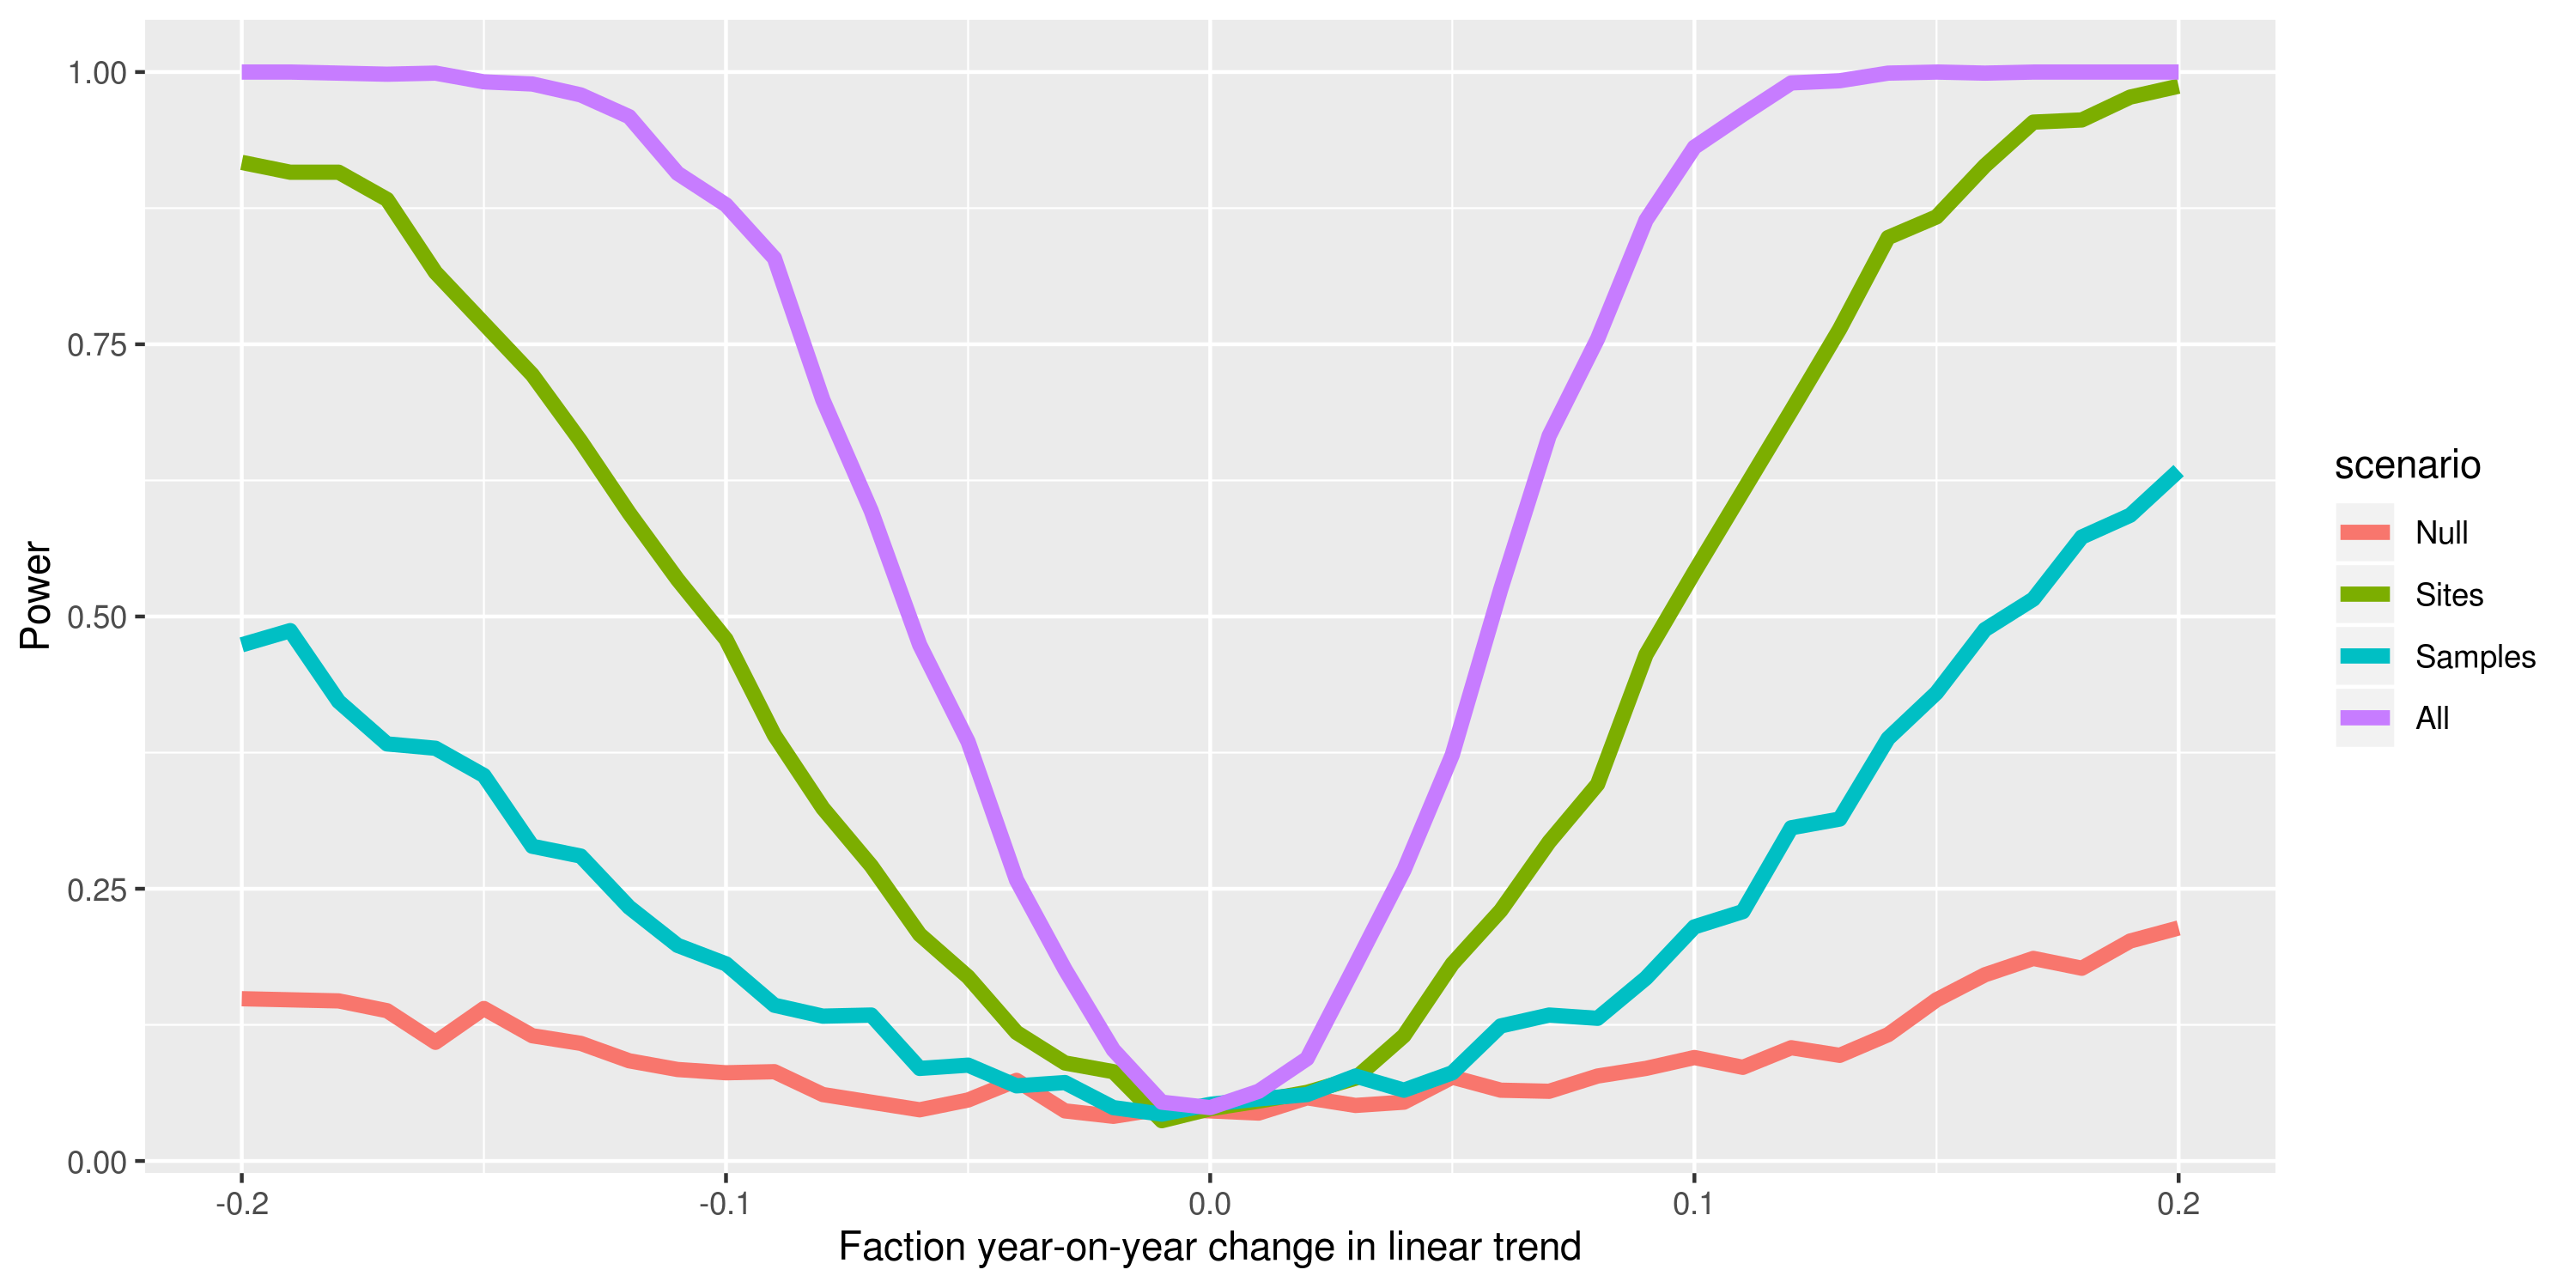 1.00
0.75
0.50
0.25
0.00
Power
-0.2
-0.1
0.0
0.1
0.2
Faction year-on-year change in linear trend
scenario
Null
Sites
Samples
All